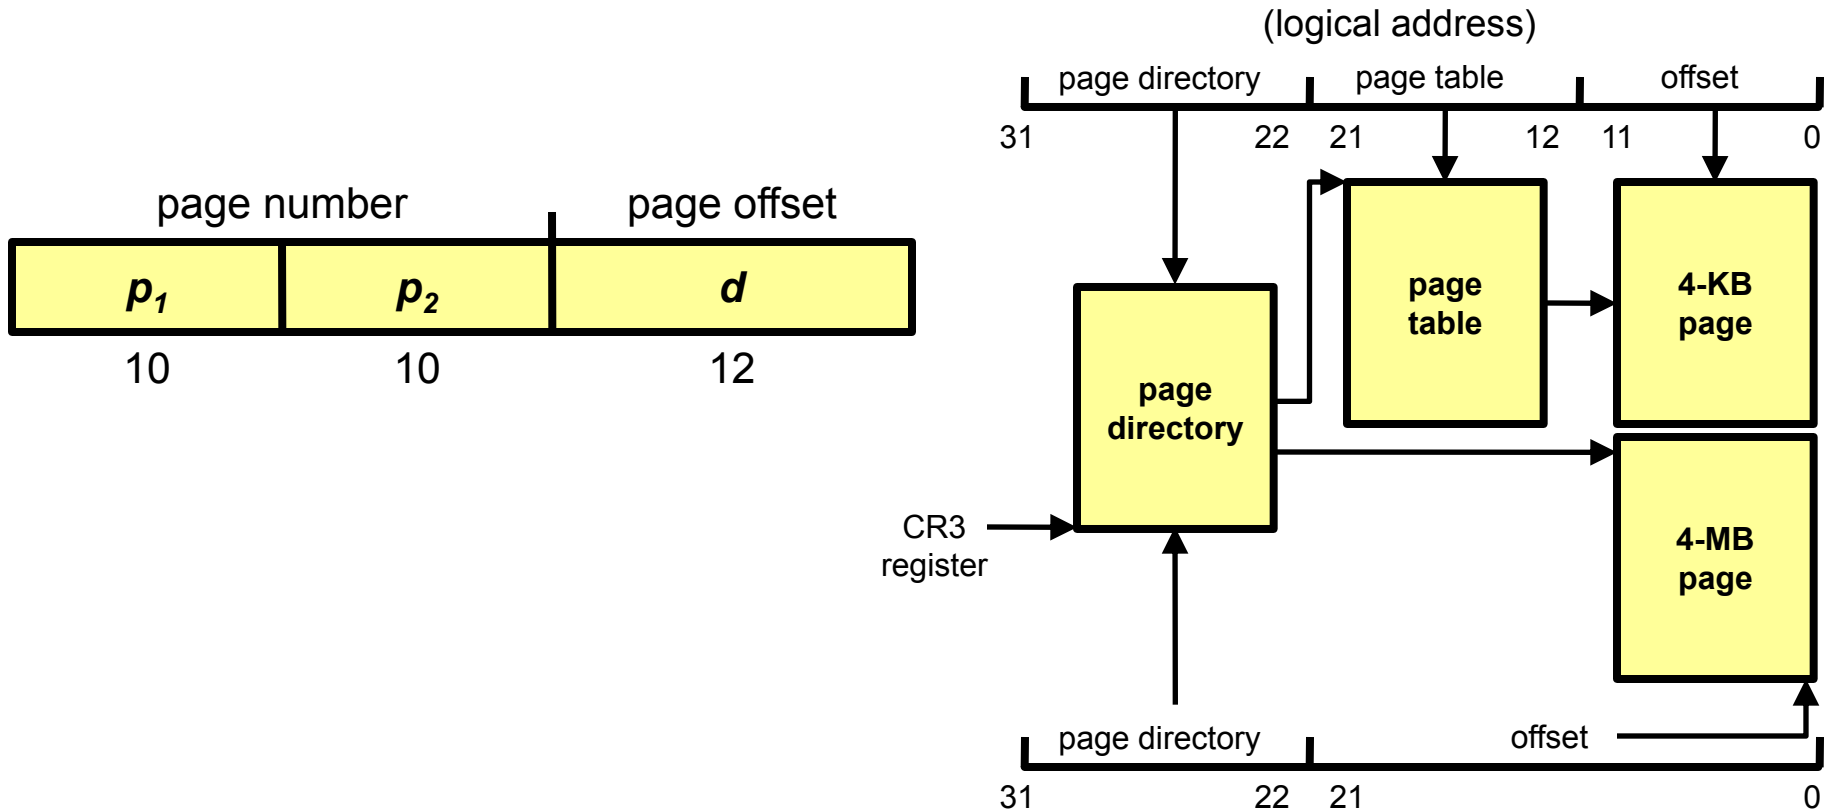 page number page offset
p1 p2 d
10 10 12
(logical address)
page directory page table offset
31 22 21 12 11 0
page
table
4-KB
page
page
directory
CR3
register
4-MB
page
page directory offset
31 22 21 0